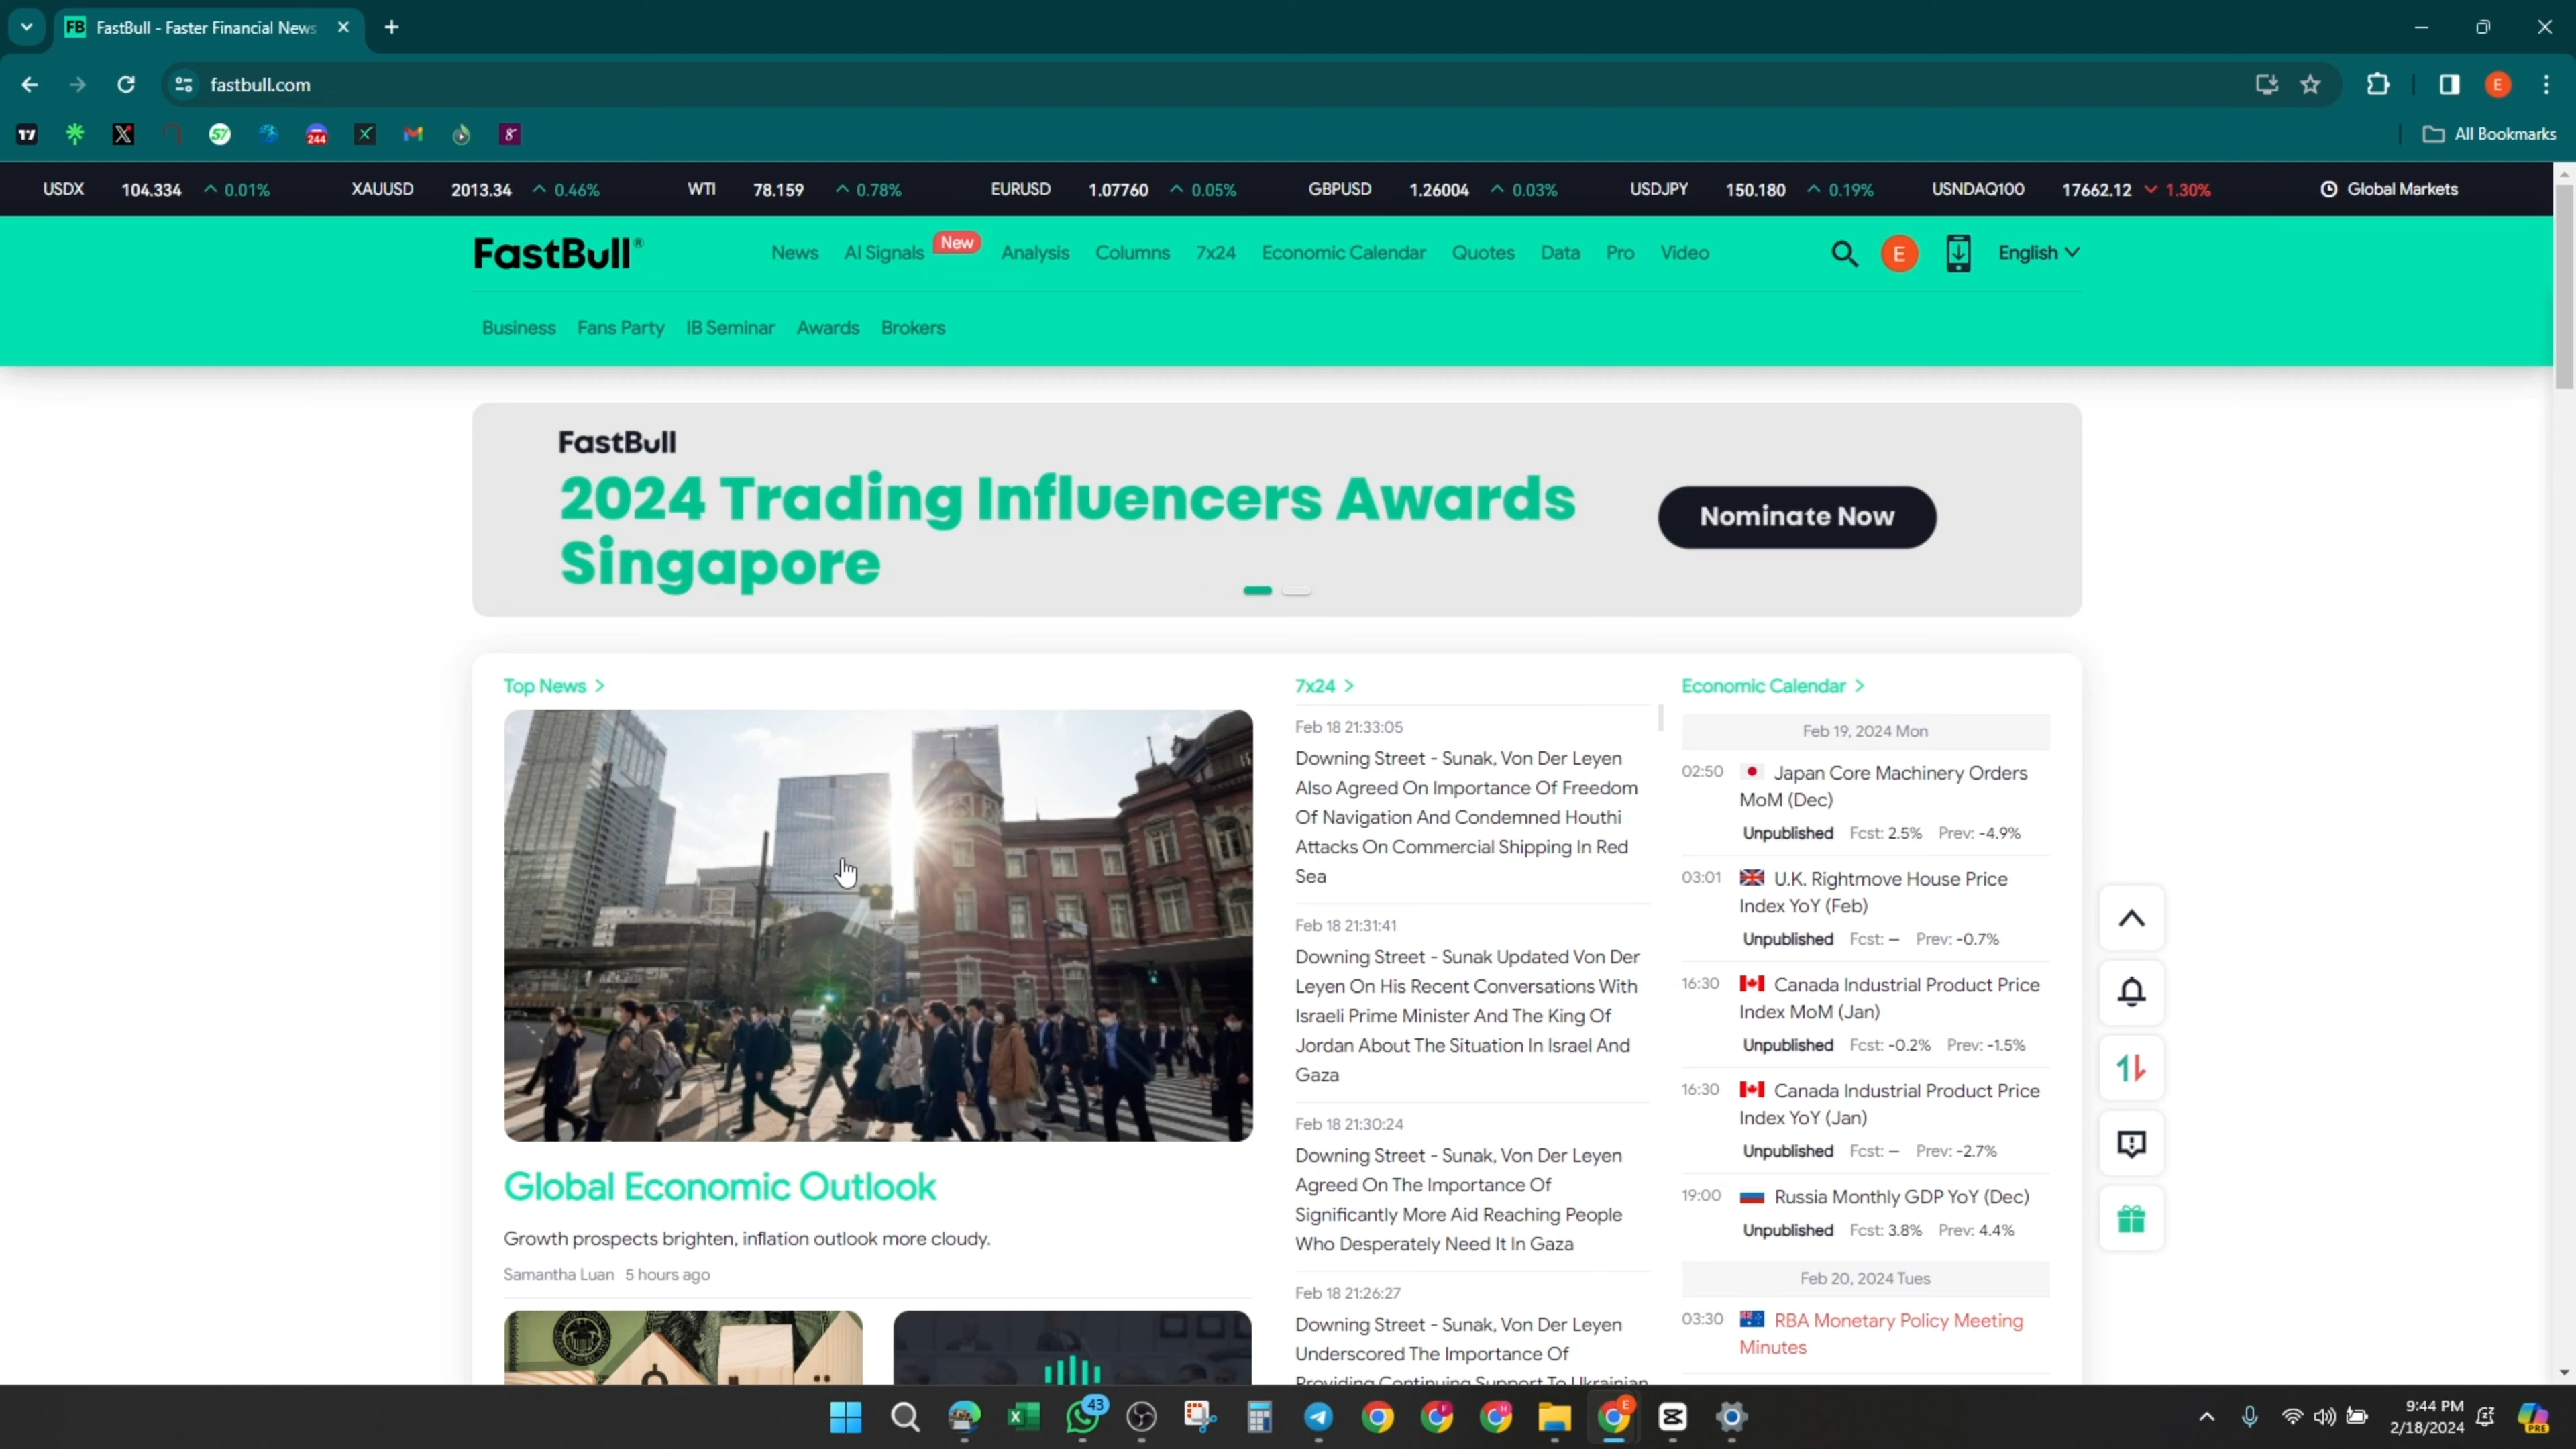 FastBull - Faster Financial News
fastbull.com
244
All Bookmarks
USDX 104.334 0.01% XAUUSD 2013.34 0.46% WTI 78.159 0.78% EURUSD 1.07760 0.05% GBPUSD 1.26004 0.03% USDJPY 150.180 0.19% USNDAQ100 17662.12 1.30% Global Markets
FastBull® News AI Signals New Analysis Columns 7x24 Economic Calendar Quotes Data Pro Video E English
Business Fans Party IB Seminar Awards Brokers
FastBull
2024 Trading Influencers Awards
Singapore
Nominate Now
Top News >
Global Economic Outlook
Growth prospects brighten, inflation outlook more cloudy.
Samantha Luan 5 hours ago
7x24 >
Feb 18 21:33:05
Downing Street - Sunak, Von Der Leyen
Also Agreed On Importance Of Freedom
Of Navigation And Condemned Houthi
Attacks On Commercial Shipping In Red
Sea
Feb 18 21:31:41
Downing Street - Sunak Updated Von Der
Leyen On His Recent Conversations With
Israeli Prime Minister And The King Of
Jordan About The Situation In Israel And
Gaza
Feb 18 21:30:24
Downing Street - Sunak, Von Der Leyen
Agreed On The Importance Of
Significantly More Aid Reaching People
Who Desperately Need It In Gaza
Feb 18 21:26:27
Downing Street - Sunak, Von Der Leyen
Underscored The Importance Of
Providing Continuing Support To Ukrainian
Economic Calendar >
Feb 19, 2024 Mon
02:50 Japan Core Machinery Orders
MoM (Dec)
Unpublished Fcst: 2.5% Prev: -4.9%
03:01 U.K. Rightmove House Price
Index YoY (Feb)
Unpublished Fcst: — Prev: -0.7%
16:30 Canada Industrial Product Price
Index MoM (Jan)
Unpublished Fcst: -0.2% Prev: -1.5%
16:30 Canada Industrial Product Price
Index YoY (Jan)
Unpublished Fcst: — Prev: -2.7%
19:00 Russia Monthly GDP YoY (Dec)
Unpublished Fcst: 3.8% Prev: 4.4%
Feb 20, 2024 Tues
03:30 RBA Monetary Policy Meeting
Minutes
43
9:44 PM
2/18/2024